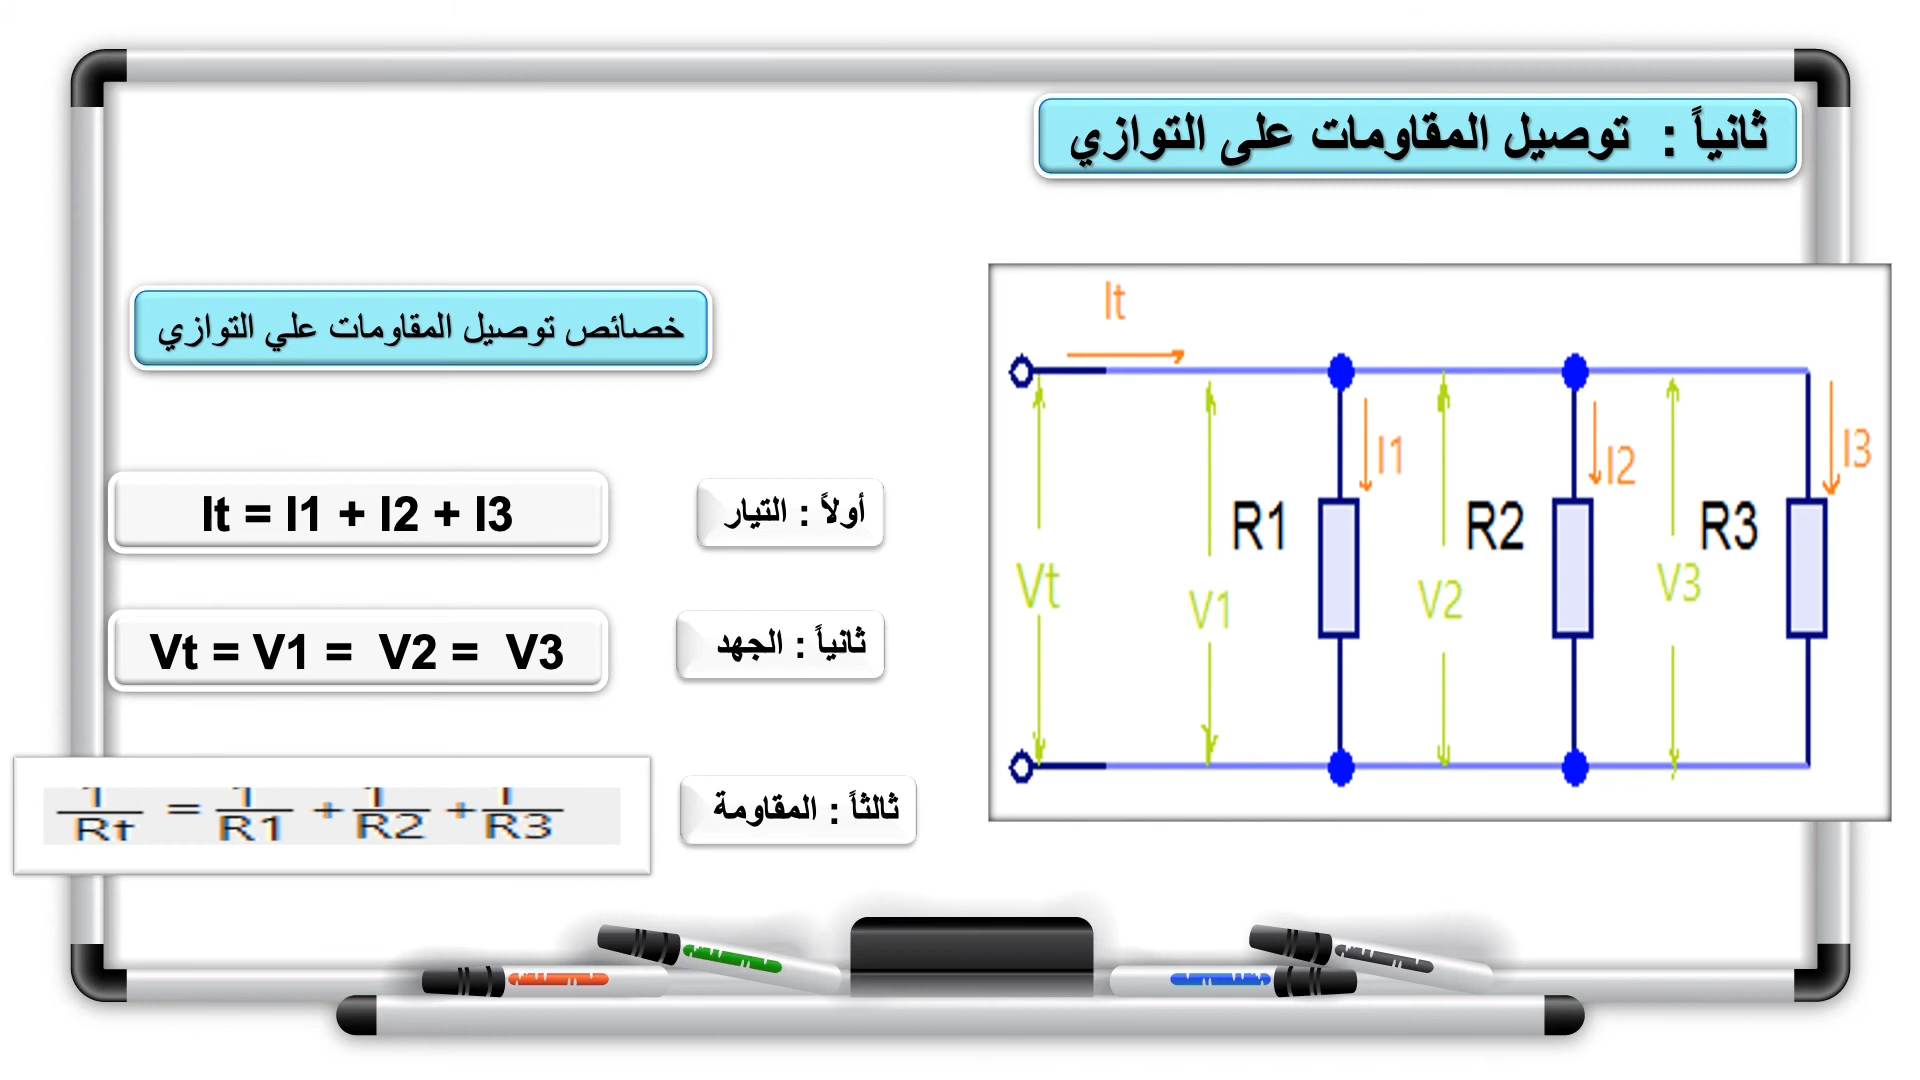 ثانياً : توصيل المقاومات على التوازي
خصائص توصيل المقاومات علي التوازي
أولاً : التيار
It = I1 + I2 + I3
ثانياً : الجهد
Vt = V1 = V2 = V3
ثالثاً : المقاومة
1/Rt = 1/R1 + 1/R2 + 1/R3
It
I1
I2
I3
R1
R2
R3
Vt
V1
V2
V3